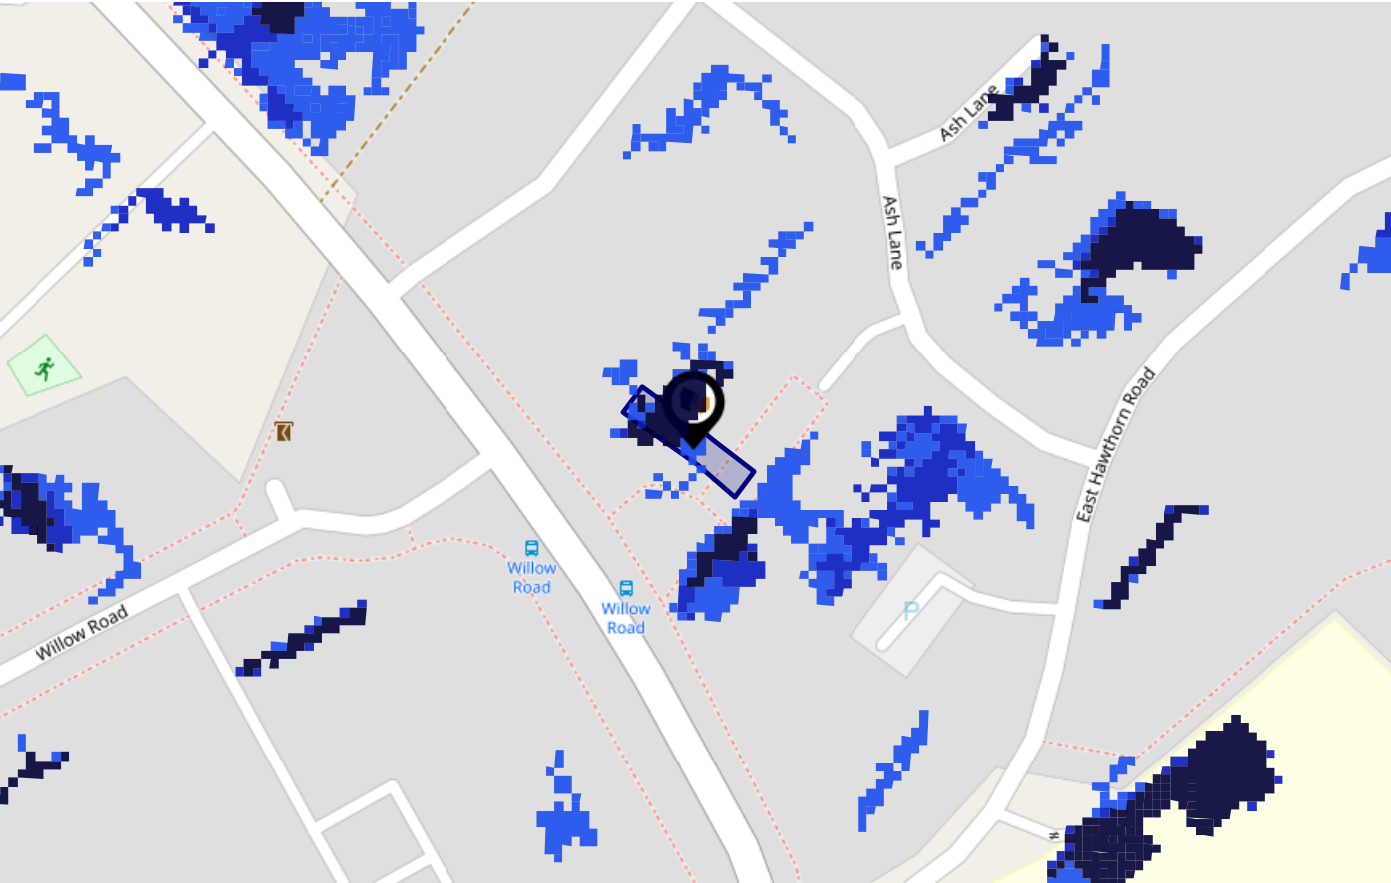 Ash Lane
Ash Lane
East Hawthorn Road
Willow
Road
Willow
Road
P
Willow Road